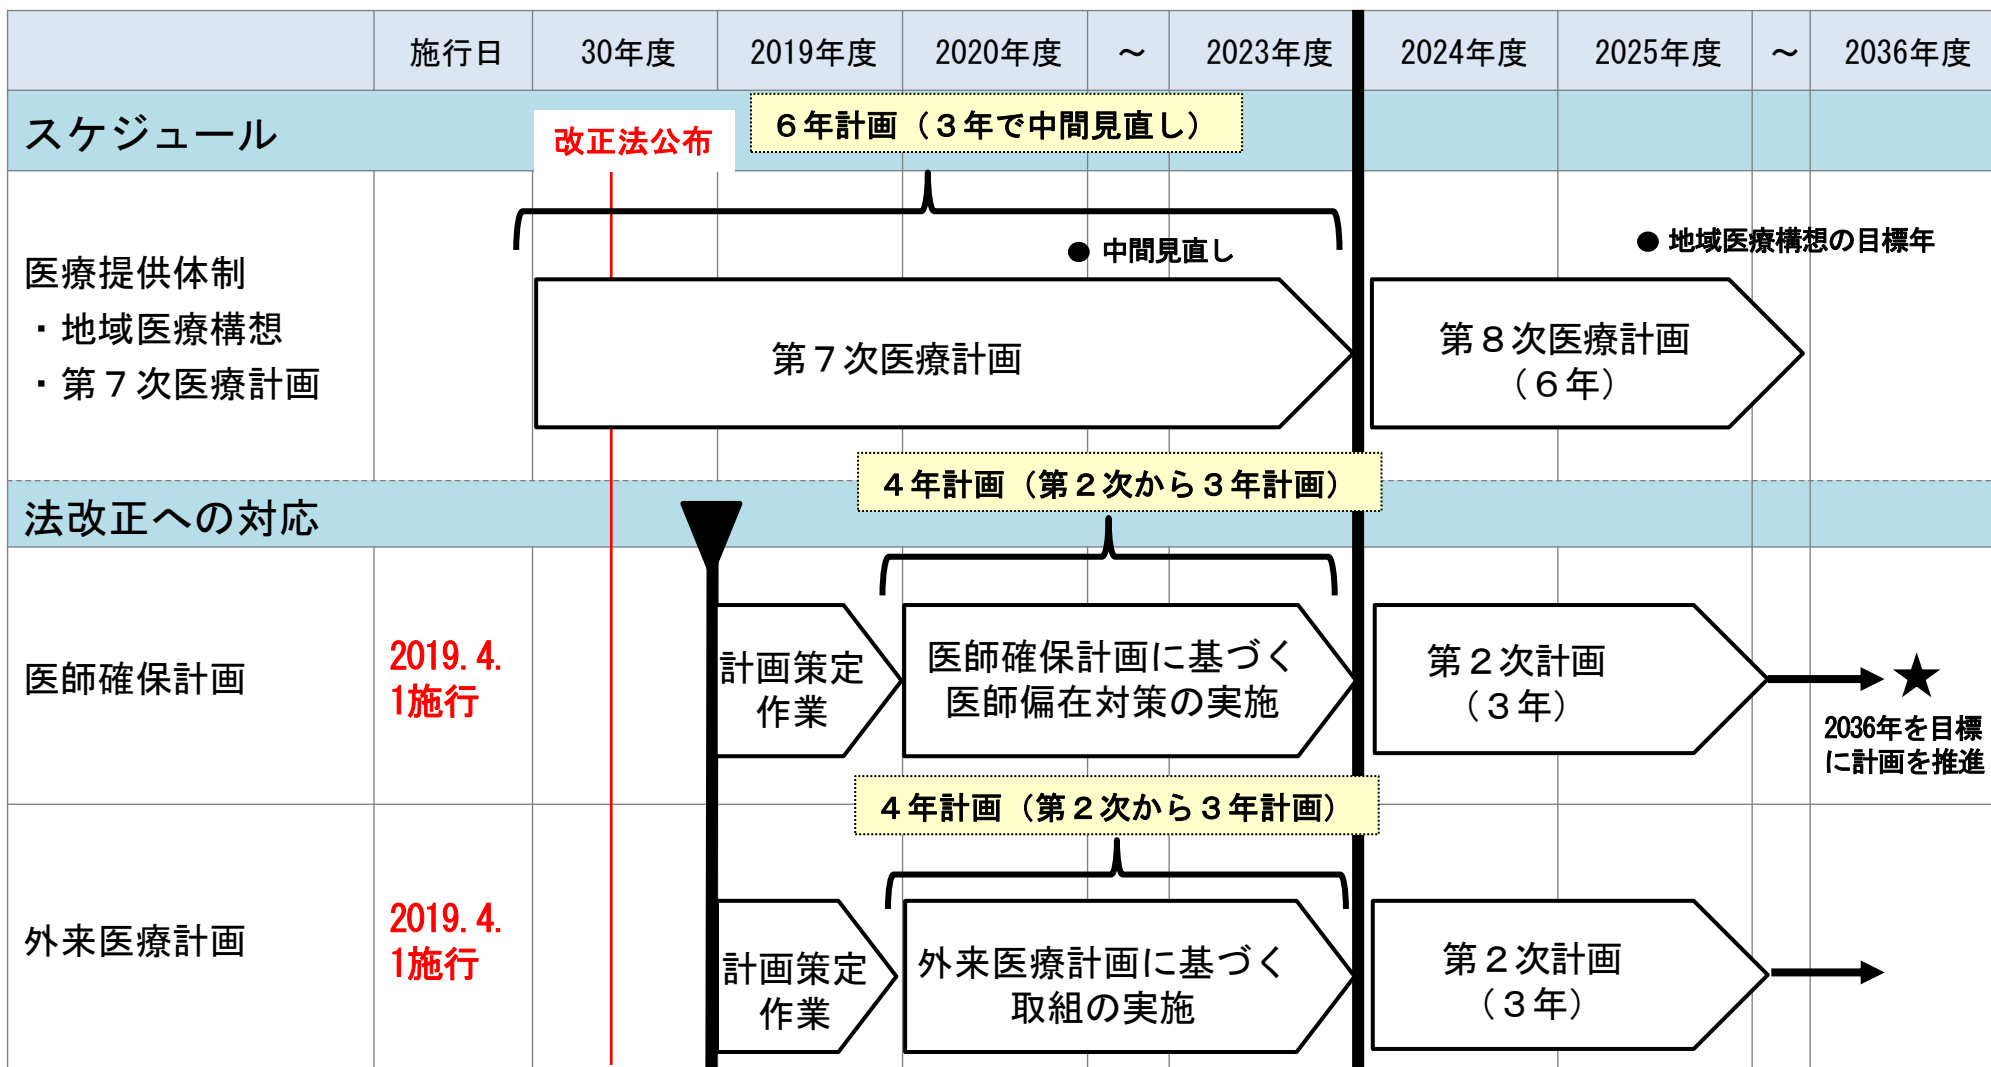 施行日 30年度 2019年度 2020年度 ～ 2023年度 2024年度 2025年度 ～ 2036年度
スケジュール
改正法公布
６年計画（３年で中間見直し）
医療提供体制
・地域医療構想
・第７次医療計画
● 中間見直し
● 地域医療構想の目標年
第７次医療計画
第８次医療計画
（６年）
法改正への対応
４年計画（第２次から３年計画）
医師確保計画
2019.4.
1施行
計画策定
作業
医師確保計画に基づく
医師偏在対策の実施
第２次計画
（３年）
★
2036年を目標
に計画を推進
４年計画（第２次から３年計画）
外来医療計画
2019.4.
1施行
計画策定
作業
外来医療計画に基づく
取組の実施
第２次計画
（３年）